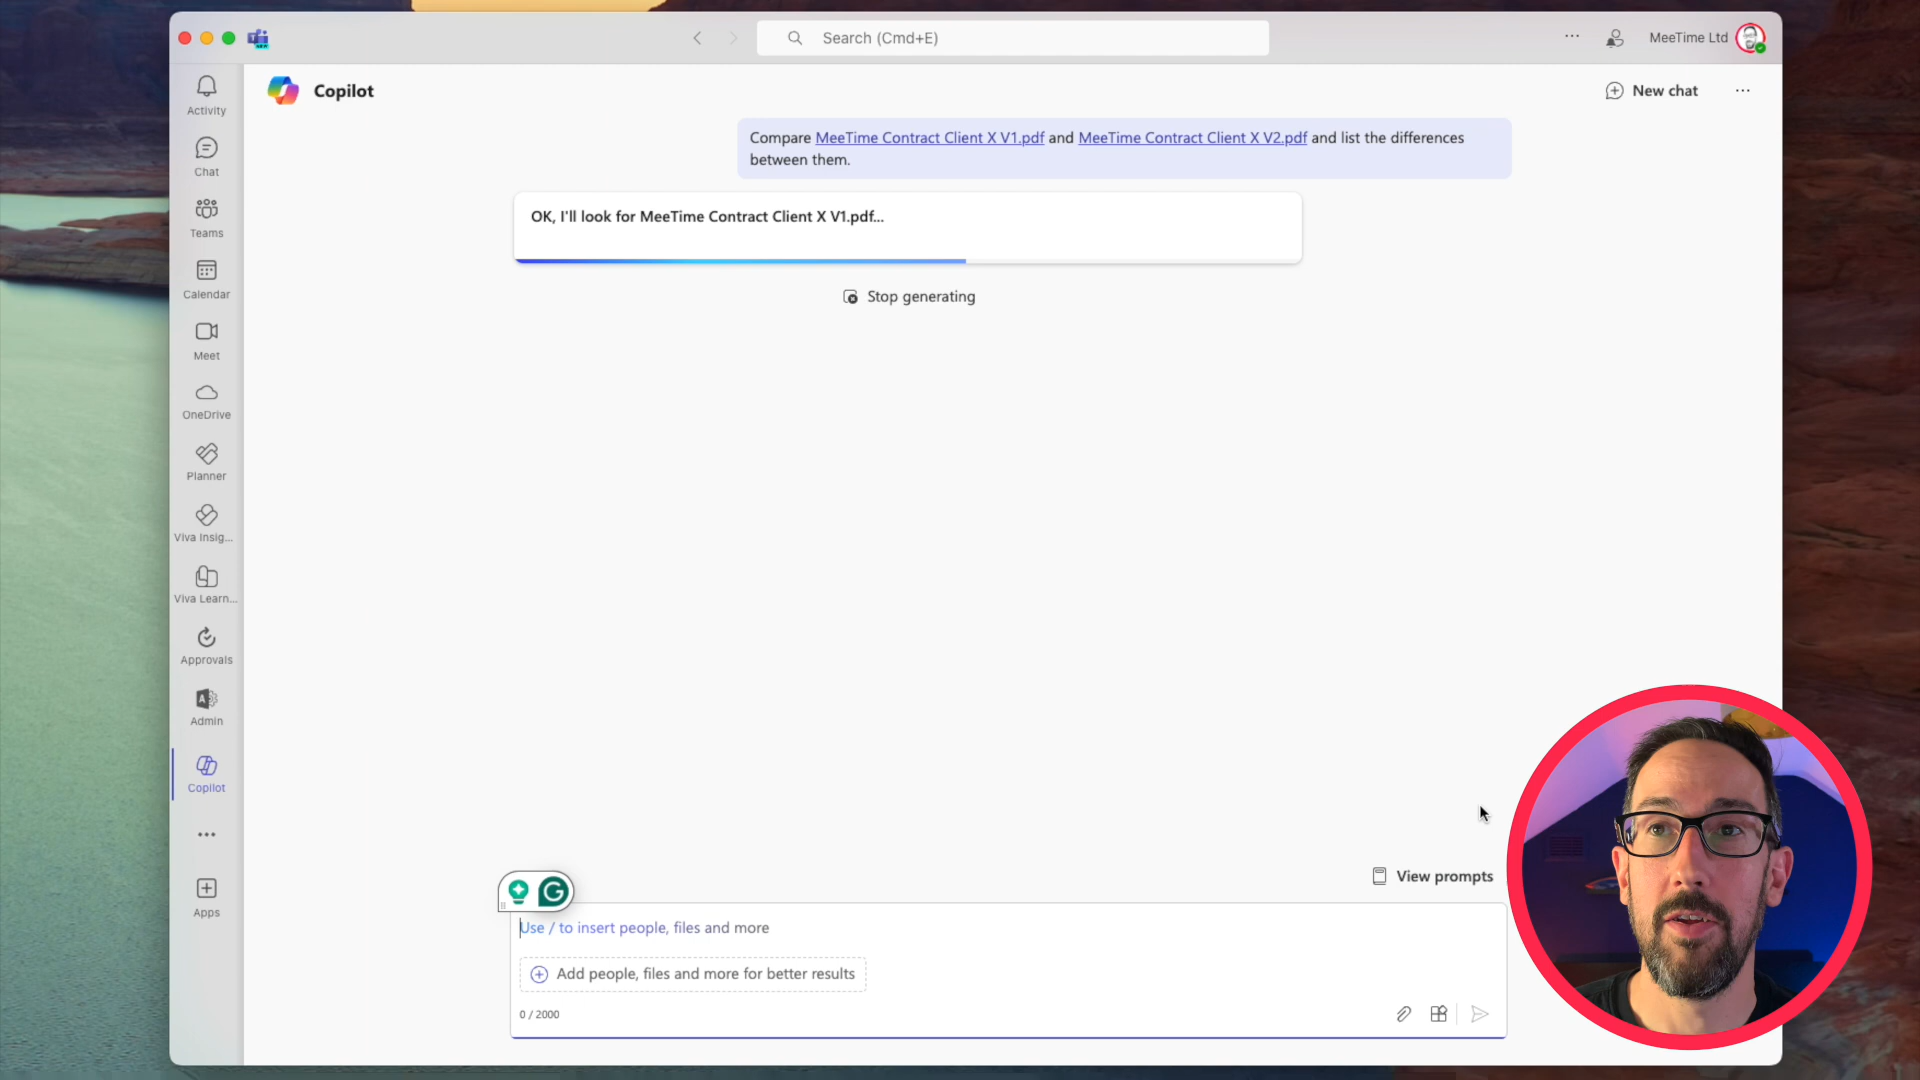 Search (Cmd+E)
MeeTime Ltd
Activity
Chat
Teams
Calendar
Meet
OneDrive
Planner
Viva Insig...
Viva Learn...
Approvals
Admin
Copilot
Apps
Copilot
New chat
Compare MeeTime Contract Client X V1.pdf and MeeTime Contract Client X V2.pdf and list the differences
between them.
OK, I'll look for MeeTime Contract Client X V1.pdf...
Stop generating
View prompts
Use / to insert people, files and more
Add people, files and more for better results
0 / 2000